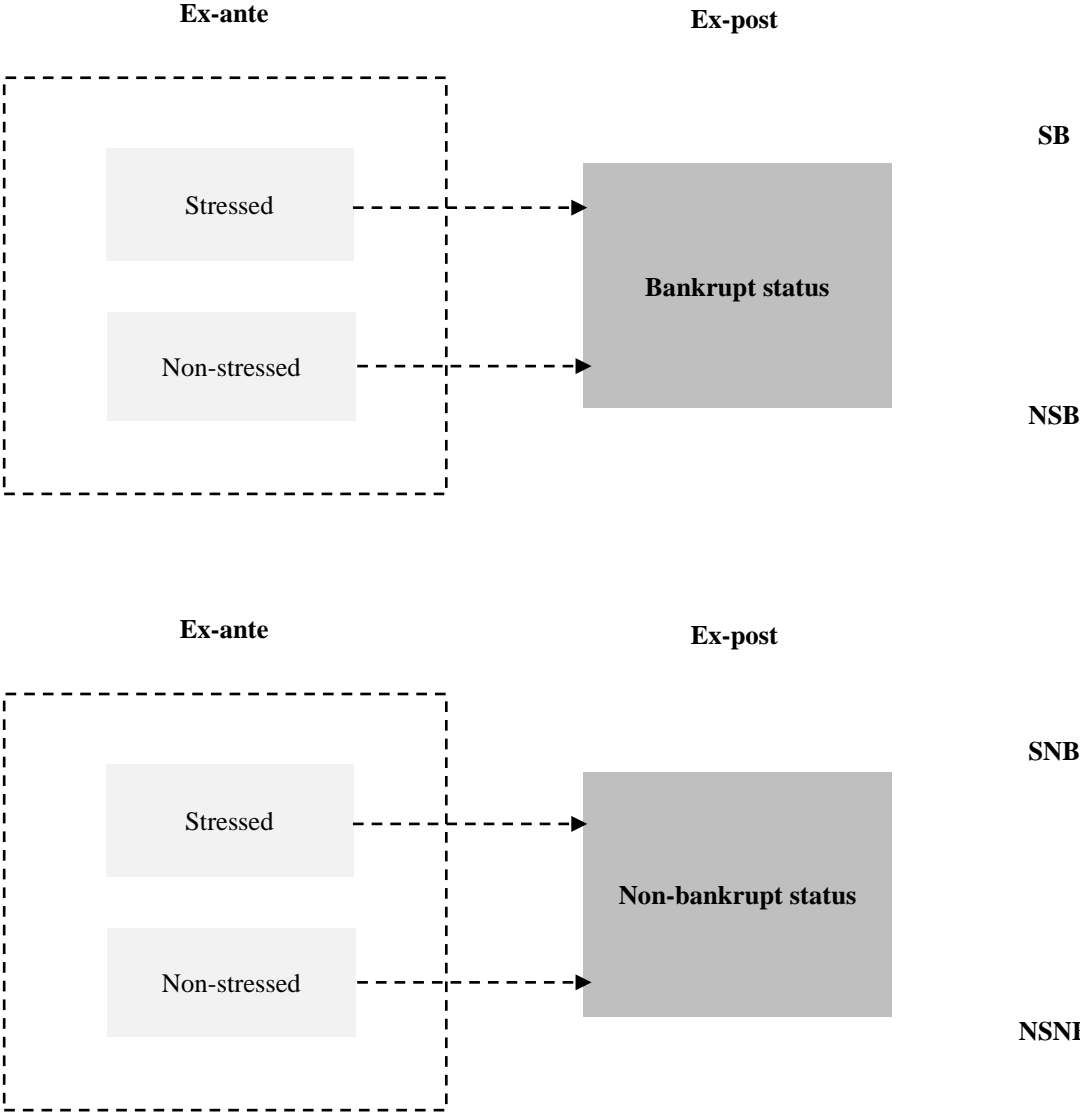 Ex-ante
Ex-post
SB
Stressed
Bankrupt status
Non-stressed
NSB
Ex-ante
Ex-post
SNB
Stressed
Non-bankrupt status
Non-stressed